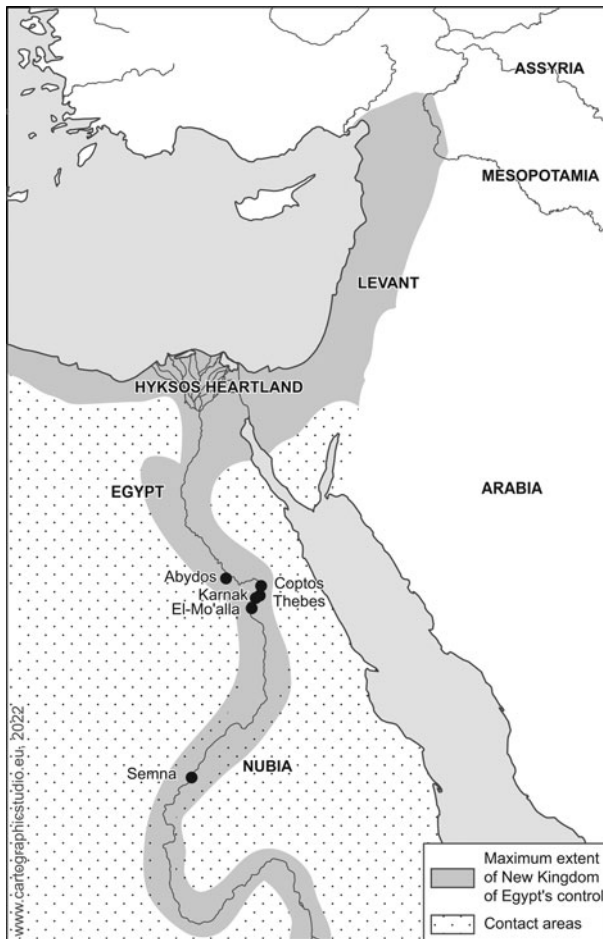 ASSYRIA
MESOPOTAMIA
LEVANT
HYKSOS HEARTLAND
EGYPT
ARABIA
Abydos
Coptos
Karnak
Thebes
El-Mo'alla
Semna
NUBIA
www.cartographicstudio.eu, 2022
Maximum extent
of New Kingdom
of Egypt's control
Contact areas